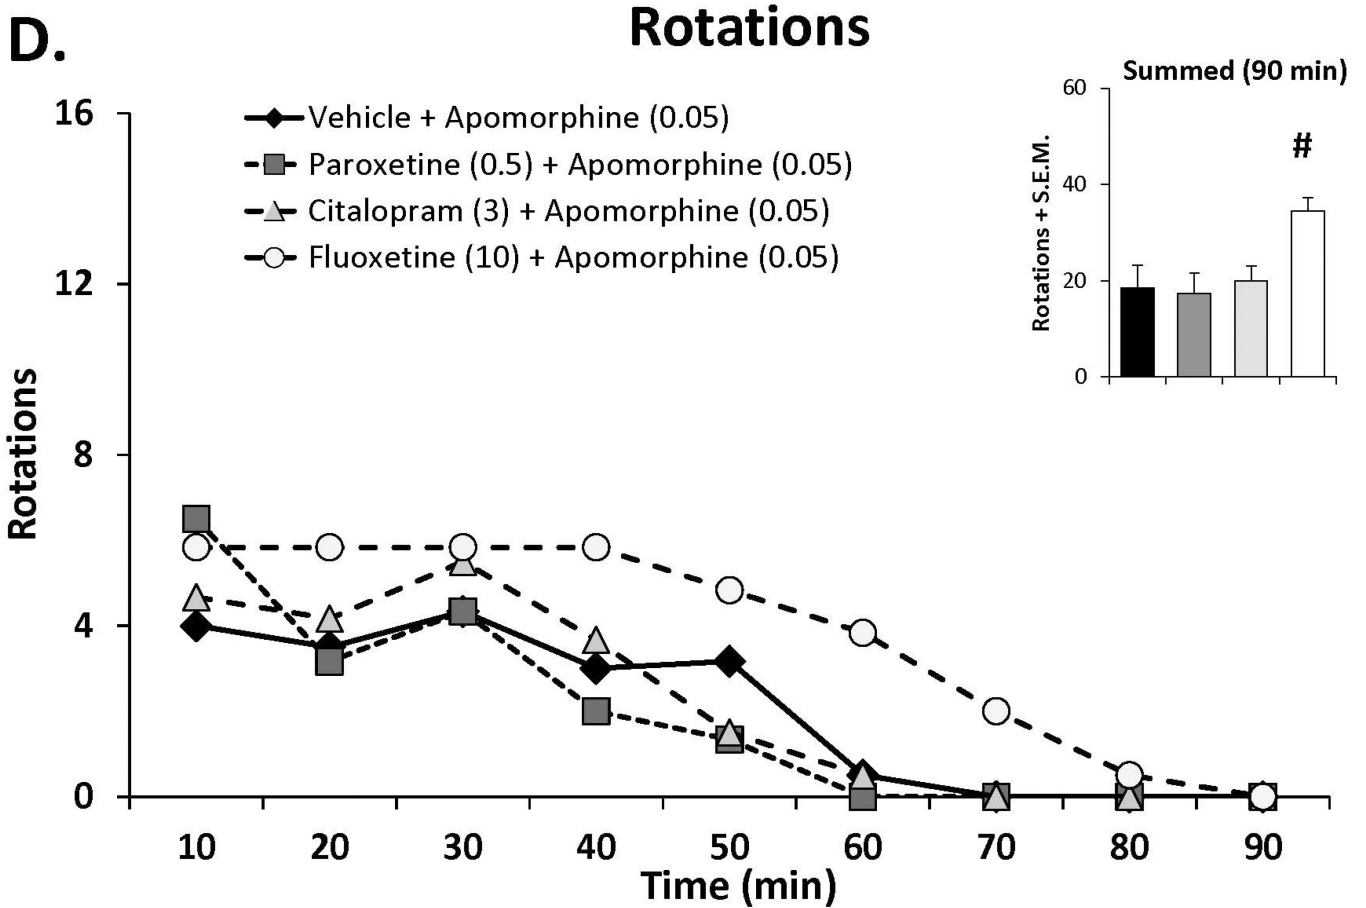 D.
Rotations
Summed (90 min)
60
40
20
0
Rotations + S.E.M.
#
Vehicle + Apomorphine (0.05)
Paroxetine (0.5) + Apomorphine (0.05)
Citalopram (3) + Apomorphine (0.05)
Fluoxetine (10) + Apomorphine (0.05)
16
12
8
4
0
Rotations
10 20 30 40 50 60 70 80 90
Time (min)